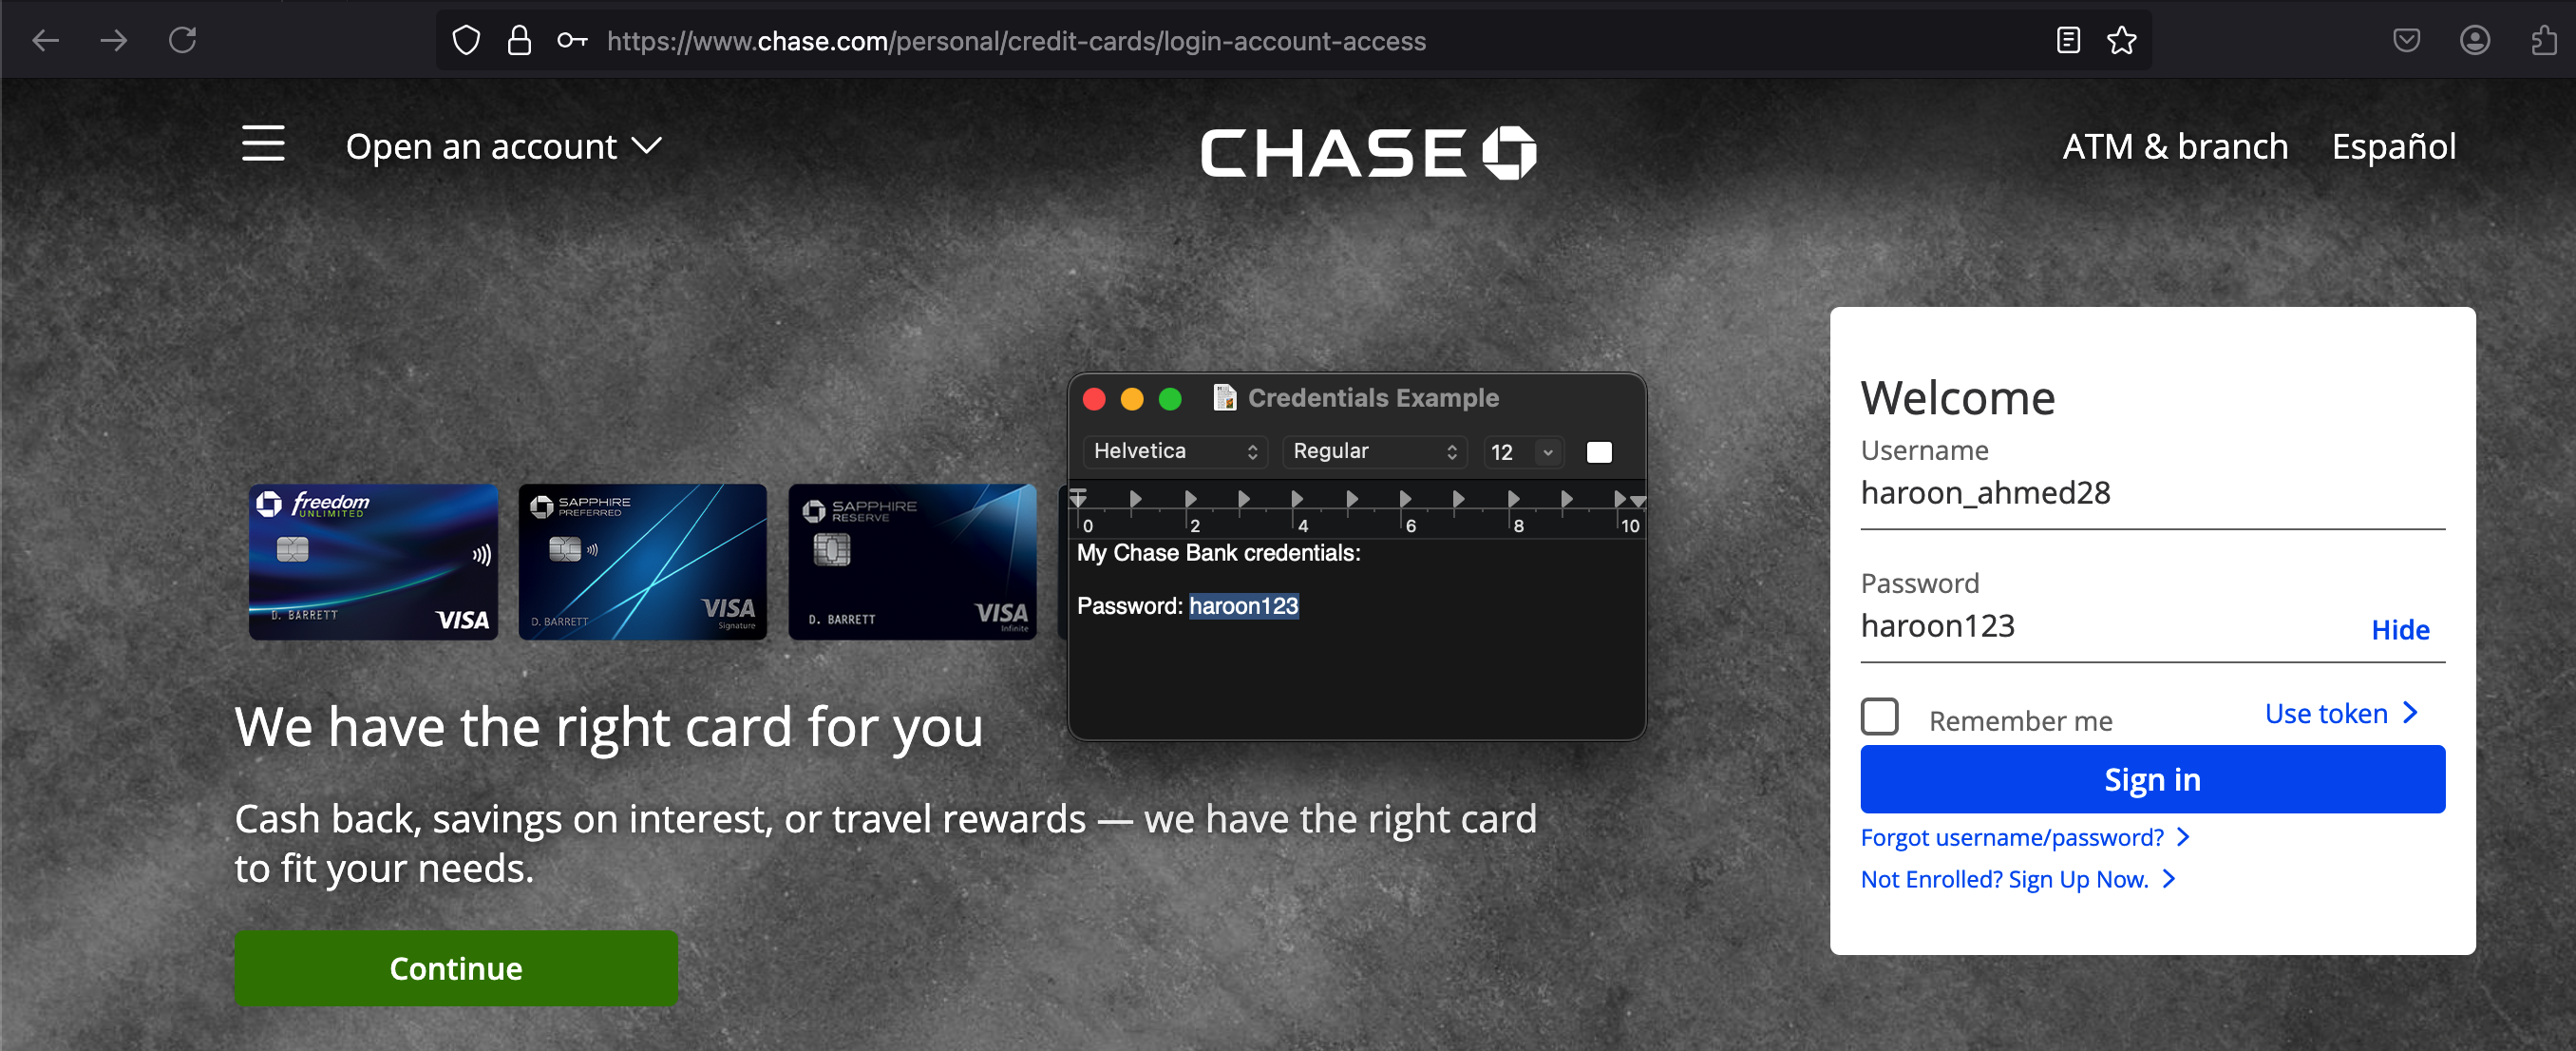 https://www.chase.com/personal/credit-cards/login-account-access
Open an account
CHASE
ATM & branch
Español
Credentials Example
Helvetica
Regular
12
0 2 4 6 8 10
My Chase Bank credentials:
Password: haroon123
freedom
UNLIMITED
D. BARRETT
VISA
SAPPHIRE
PREFERRED
D. BARRETT
VISA
Signature
SAPPHIRE
RESERVE
D. BARRETT
VISA
Infinite
We have the right card for you
Cash back, savings on interest, or travel rewards — we have the right card
to fit your needs.
Continue
Welcome
Username
haroon_ahmed28
Password
haroon123
Hide
Remember me
Use token
Sign in
Forgot username/password?
Not Enrolled? Sign Up Now.